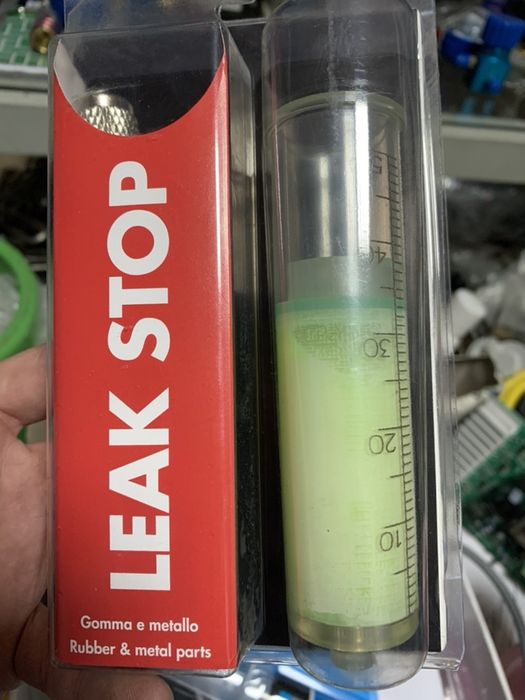 LEAK STOP
Gomma e metallo
Rubber & metal parts
40
30
20
10